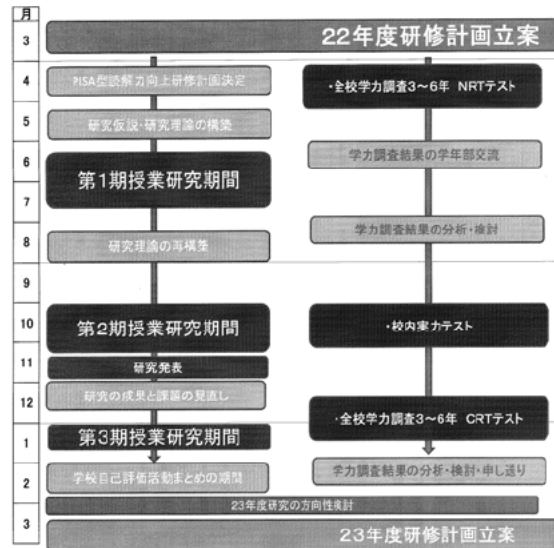 月
3
22年度研修計画立案
4
PISA型読解力向上研修計画決定
・全校学力調査3～6年 NRTテスト
5
研究仮説・研究理論の構築
6
学力調査結果の学年部交流
第1期授業研究期間
7
学力調査結果の分析・検討
8
研究理論の再構築
9
10
第2期授業研究期間
・校内実力テスト
11
研究発表
12
研究の成果と課題の見直し
・全校学力調査3～6年 CRTテスト
1
第3期授業研究期間
2
学校自己評価活動まとめの期間
学力調査結果の分析・検討・申し送り
23年度研究の方向性検討
3
23年度研修計画立案